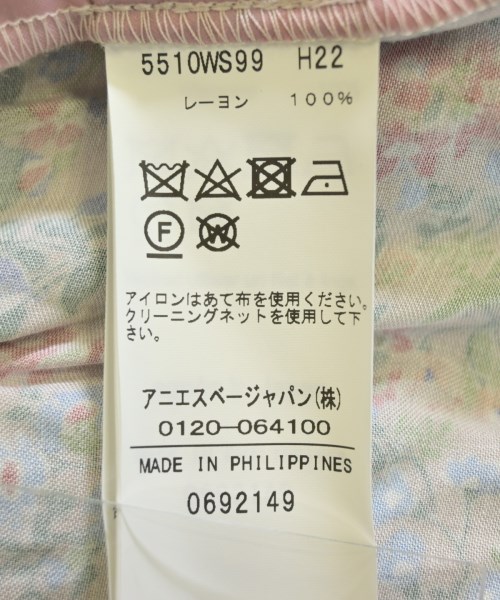 5510WS99 H22
レーヨン 100%
F W
アイロンはあて布を使用ください。
クリーニングネットを使用して下
さい。
アニエスベージャパン(株)
0120-064100
MADE IN PHILIPPINES
0692149